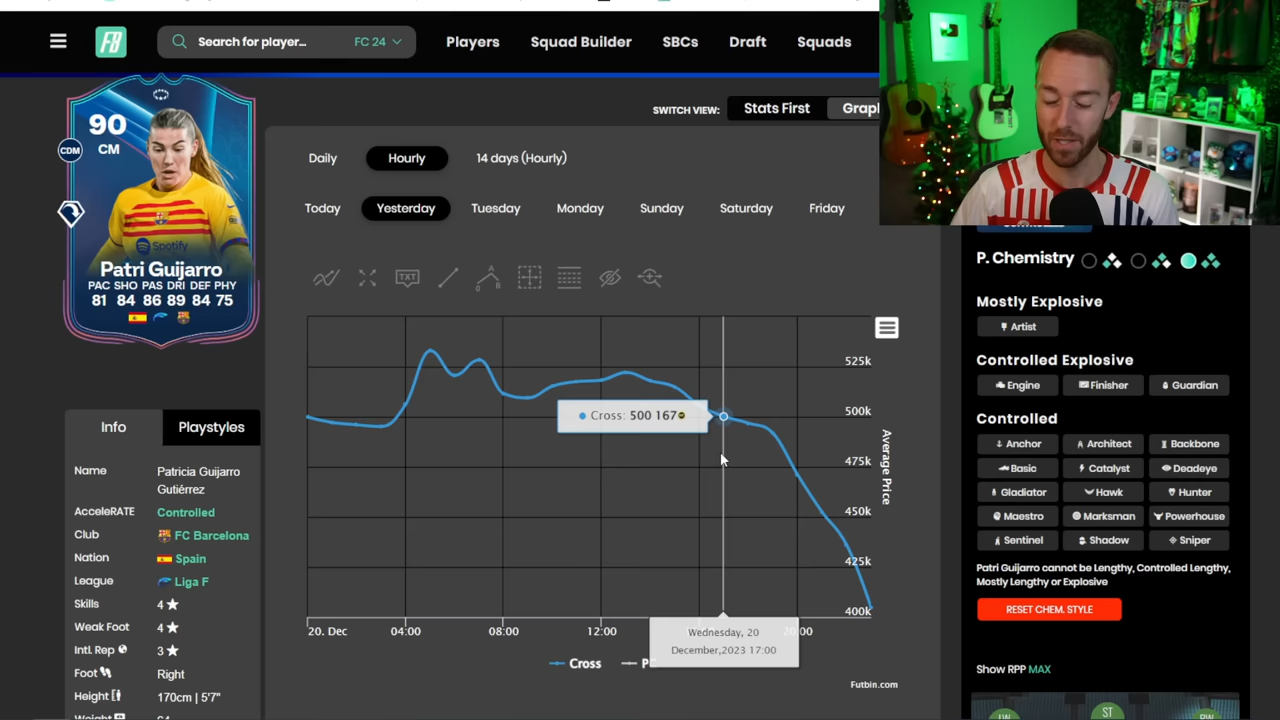 FB
Search for player...
FC 24
Players
Squad Builder
SBCs
Draft
Squads
SWITCH VIEW:
Stats First
Grap
90
CM
CDM
Spotify
Patri Guijarro
PAC SHO PAS DRI DEF PHY
81 84 86 89 84 75
Daily
Hourly
14 days (Hourly)
Today
Yesterday
Tuesday
Monday
Sunday
Saturday
Friday
TXT
525k
500k
475k
450k
425k
400k
Average Price
Cross: 500 167
20. Dec
04:00
08:00
12:00
20:00
Wednesday, 20
December,2023 17:00
Cross
Futbin.com
Info
Playstyles
Name
Patricia Guijarro
Gutiérrez
AcceleRATE
Controlled
Club
FC Barcelona
Nation
Spain
League
Liga F
Skills
4
Weak Foot
4
Intl. Rep
3
Foot
Right
Height
170cm | 5'7"
P. Chemistry
Mostly Explosive
Artist
Controlled Explosive
Engine
Finisher
Guardian
Controlled
Anchor
Architect
Backbone
Basic
Catalyst
Deadeye
Gladiator
Hawk
Hunter
Maestro
Marksman
Powerhouse
Sentinel
Shadow
Sniper
Patri Guijarro cannot be Lengthy, Controlled Lengthy,
Mostly Lengthy or Explosive
RESET CHEM. STYLE
Show RPP MAX
ST